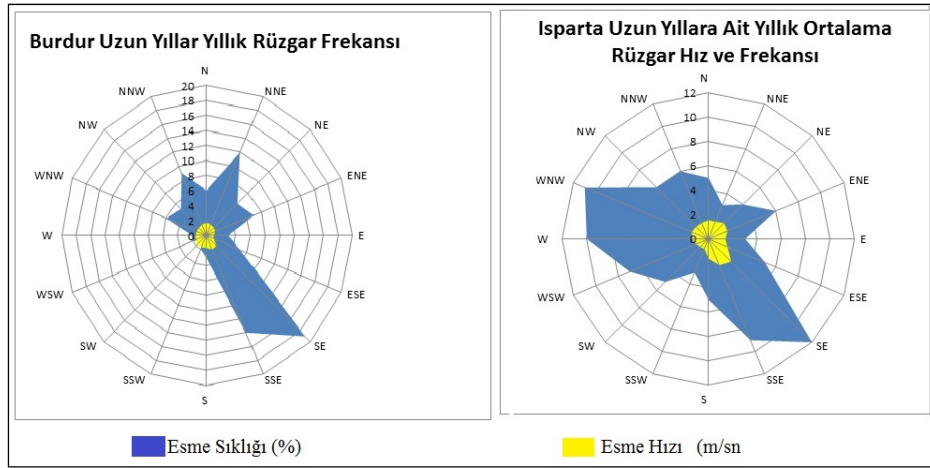 Burdur Uzun Yıllar Yıllık Rüzgar Frekansı
N
NNE
NE
ENE
E
ESE
SE
SSE
S
SSW
SW
WSW
W
WNW
NW
NNW
20
18
16
14
12
10
8
6
4
2
0
Isparta Uzun Yıllara Ait Yıllık Ortalama
Rüzgar Hız ve Frekansı
N
NNE
NE
ENE
E
ESE
SE
SSE
S
SSW
SW
WSW
W
WNW
NW
NNW
12
10
8
6
4
2
0
Esme Sıklığı (%)
Esme Hızı (m/sn